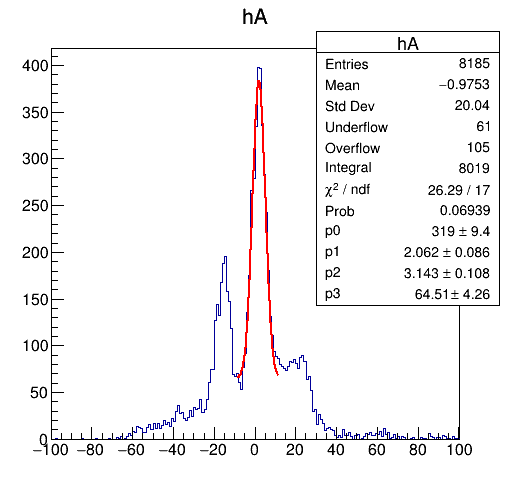 hA
hA
Entries 8185
Mean −0.9753
Std Dev 20.04
Underflow 61
Overflow 105
Integral 8019
χ² / ndf 26.29 / 17
Prob 0.06939
p0 319 ± 9.4
p1 2.062 ± 0.086
p2 3.143 ± 0.108
p3 64.51 ± 4.26
400
350
300
250
200
150
100
50
0
−100 −80 −60 −40 −20 0 20 40 60 80 100